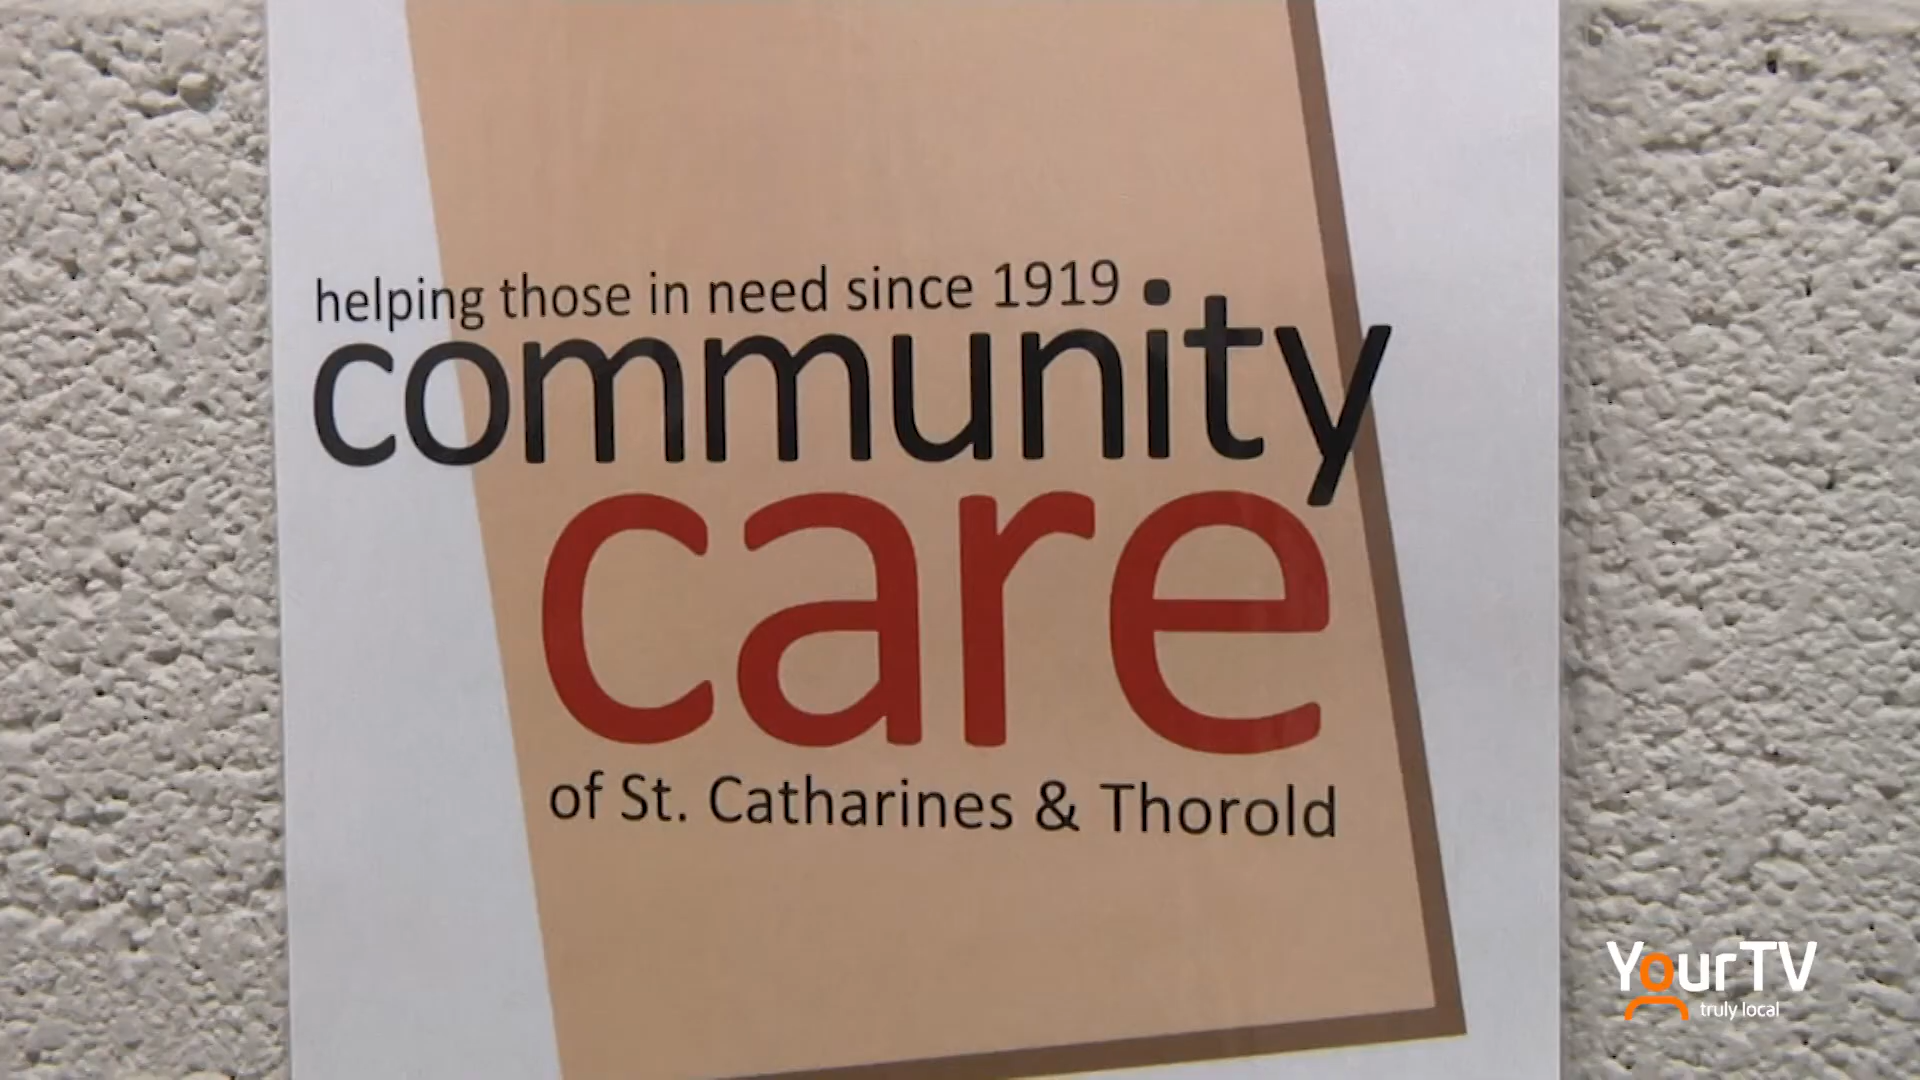 helping those in need since 1919
community
care
of St. Catharines & Thorold
YourTV
truly local